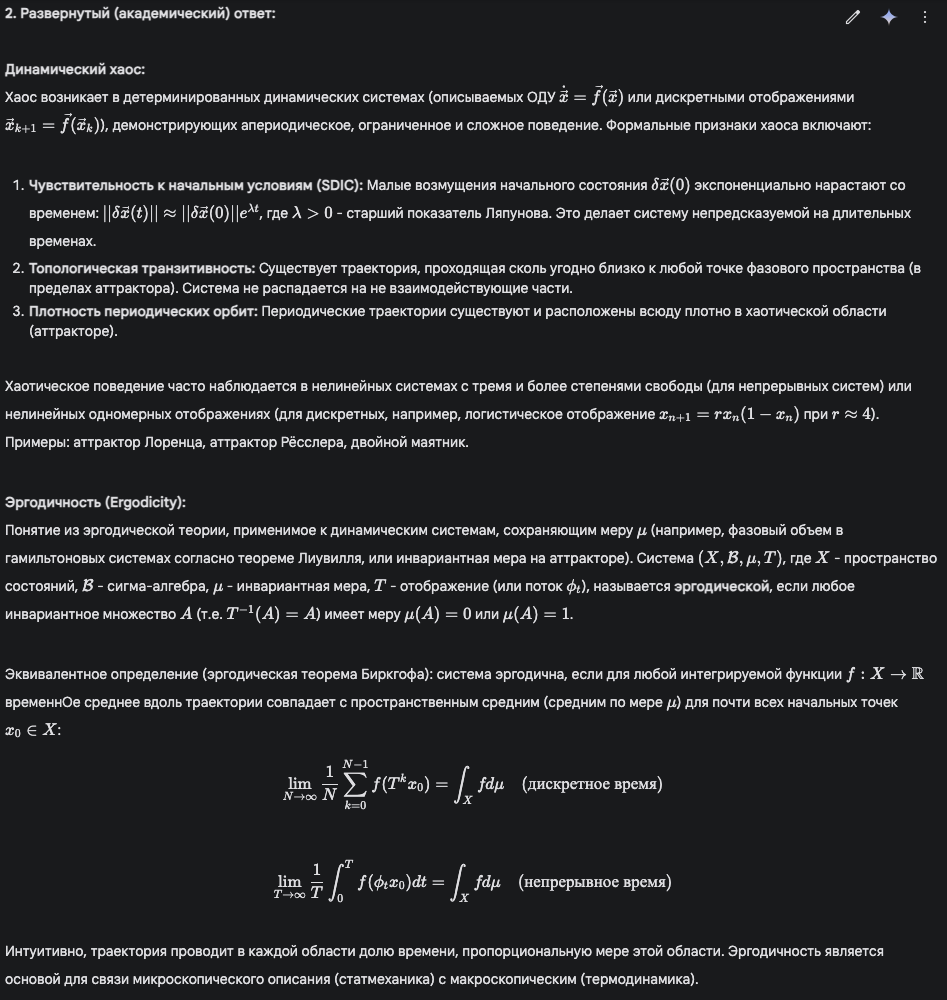 2. Развернутый (академический) ответ:
Динамический хаос:
Хаос возникает в детерминированных динамических системах (описываемых ОДУ $\dot{\vec{x}} = \vec{f}(\vec{x})$ или дискретными отображениями
$\vec{x}_{k+1} = \vec{f}(\vec{x}_k)$), демонстрирующих апериодическое, ограниченное и сложное поведение. Формальные признаки хаоса включают:
1. Чувствительность к начальным условиям (SDIC): Малые возмущения начального состояния $\delta\vec{x}(0)$ экспоненциально нарастают со
временем: $||\delta\vec{x}(t)|| \approx ||\delta\vec{x}(0)||e^{\lambda t}$, где $\lambda > 0$ - старший показатель Ляпунова. Это делает систему непредсказуемой на длительных
временах.
2. Топологическая транзитивность: Существует траектория, проходящая сколь угодно близко к любой точке фазового пространства (в
пределах аттрактора). Система не распадается на не взаимодействующие части.
3. Плотность периодических орбит: Периодические траектории существуют и расположены всюду плотно в хаотической области
(аттракторе).
Хаотическое поведение часто наблюдается в нелинейных системах с тремя и более степенями свободы (для непрерывных систем) или
нелинейных одномерных отображениях (для дискретных, например, логистическое отображение $x_{n+1} = rx_n(1 - x_n)$ при $r \approx 4$).
Примеры: аттрактор Лоренца, аттрактор Рёсслера, двойной маятник.
Эргодичность (Ergodicity):
Понятие из эргодической теории, применимое к динамическим системам, сохраняющим меру $\mu$ (например, фазовый объем в
гамильтоновых системах согласно теореме Лиувилля, или инвариантная мера на аттракторе). Система $(X, \mathcal{B}, \mu, T)$, где $X$ - пространство
состояний, $\mathcal{B}$ - сигма-алгебра, $\mu$ - инвариантная мера, $T$ - отображение (или поток $\phi_t$), называется эргодической, если любое
инвариантное множество $A$ (т.е. $T^{-1}(A) = A$) имеет меру $\mu(A) = 0$ или $\mu(A) = 1$.
Эквивалентное определение (эргодическая теорема Биркгофа): система эргодична, если для любой интегрируемой функции $f : X \to \mathbb{R}$
временнОе среднее вдоль траектории совпадает с пространственным средним (средним по мере $\mu$) для почти всех начальных точек
$x_0 \in X$:
$\lim_{N\to\infty} \frac{1}{N} \sum_{k=0}^{N-1} f(T^k x_0) = \int_X f d\mu$ (дискретное время)
$\lim_{T\to\infty} \frac{1}{T} \int_0^T f(\phi_t x_0)dt = \int_X f d\mu$ (непрерывное время)
Интуитивно, траектория проводит в каждой области долю времени, пропорциональную мере этой области. Эргодичность является
основой для связи микроскопического описания (статмеханика) с макроскопическим (термодинамика).